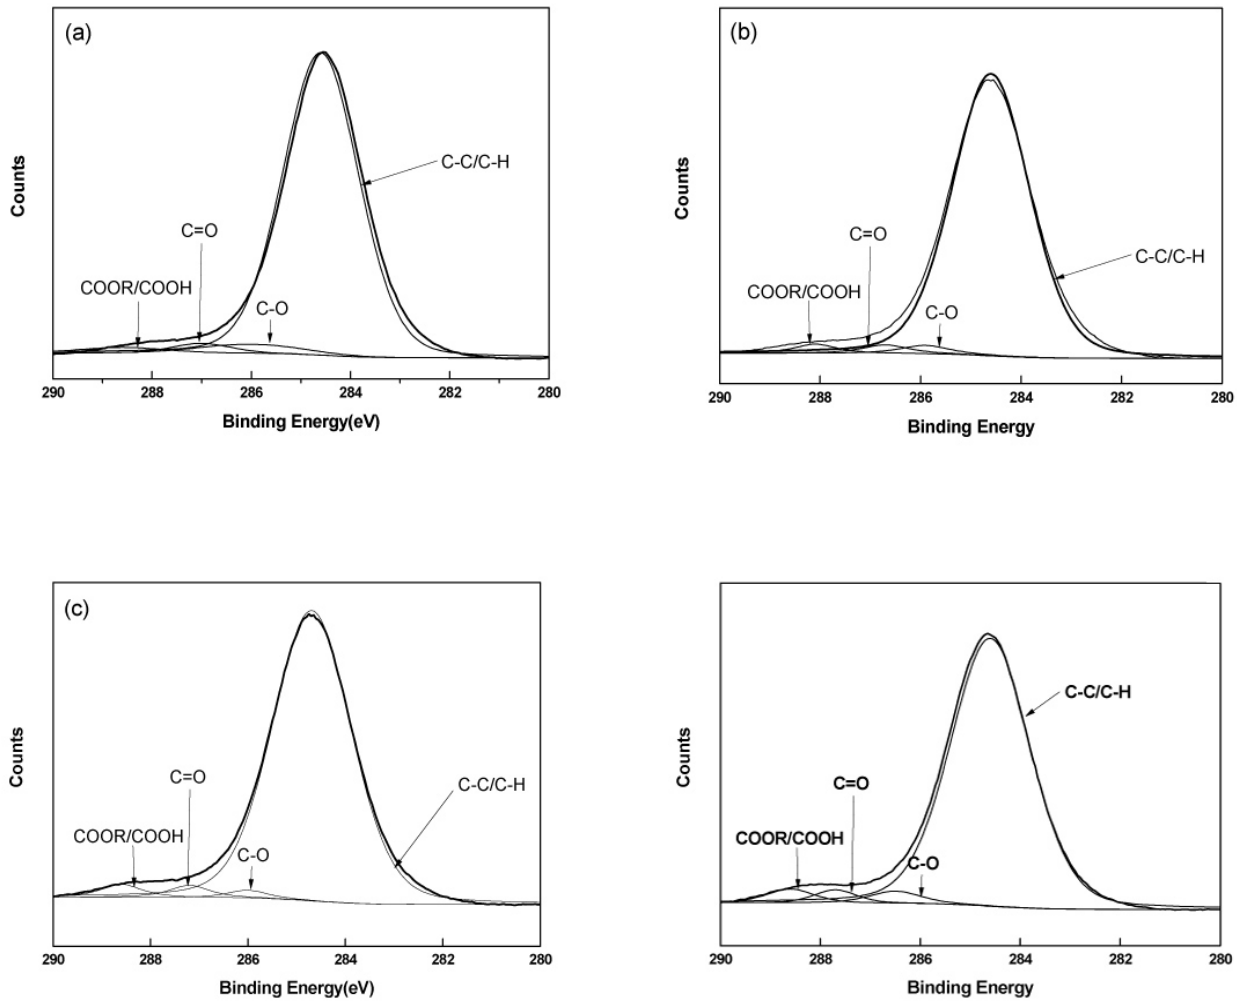 (a)
C-C/C-H
C=O
COOR/COOH
C-O
Counts
290 288 286 284 282 280
Binding Energy(eV)
(b)
C=O
C-C/C-H
COOR/COOH
C-O
Counts
290 288 286 284 282 280
Binding Energy
(c)
C=O
C-C/C-H
COOR/COOH
C-O
Counts
290 288 286 284 282 280
Binding Energy(eV)
C-C/C-H
C=O
COOR/COOH
C-O
Counts
290 288 286 284 282 280
Binding Energy